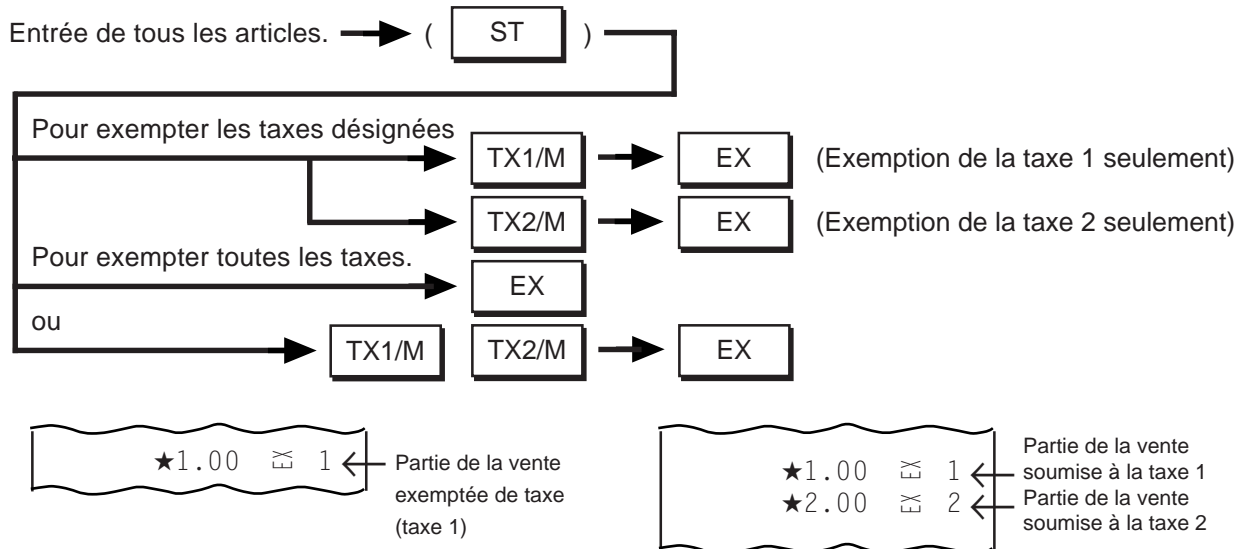 Entrée de tous les articles. ( ST )
Pour exempter les taxes désignées
TX1/M EX (Exemption de la taxe 1 seulement)
TX2/M EX (Exemption de la taxe 2 seulement)
Pour exempter toutes les taxes.
EX
ou
TX1/M TX2/M EX
★1.00 EX 1
Partie de la vente
exemptée de taxe
(taxe 1)
★1.00 EX 1
★2.00 EX 2
Partie de la vente
soumise à la taxe 1
Partie de la vente
soumise à la taxe 2